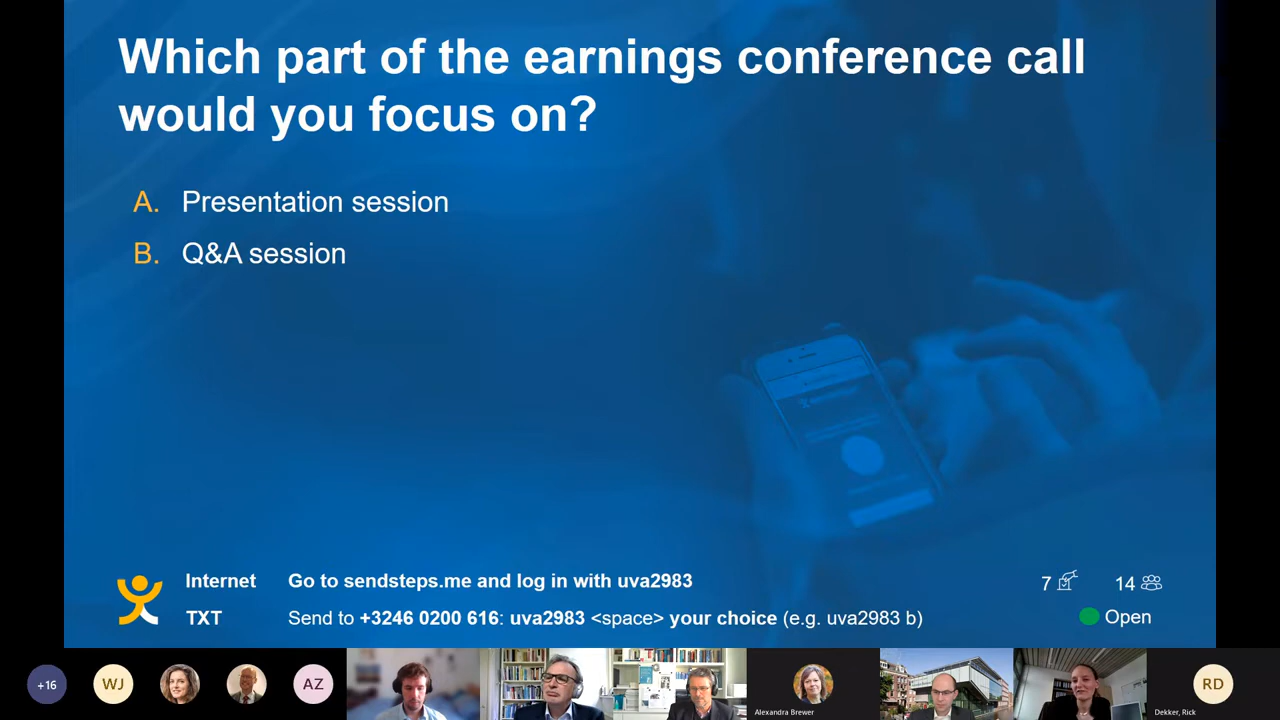 Which part of the earnings conference call
would you focus on?
A. Presentation session
B. Q&A session
Internet Go to sendsteps.me and log in with uva2983
7 14
TXT Send to +3246 0200 616: uva2983 <space> your choice (e.g. uva2983 b)
Open
+16 WJ AZ RD
Alexandra Brewer Dekker, Rick